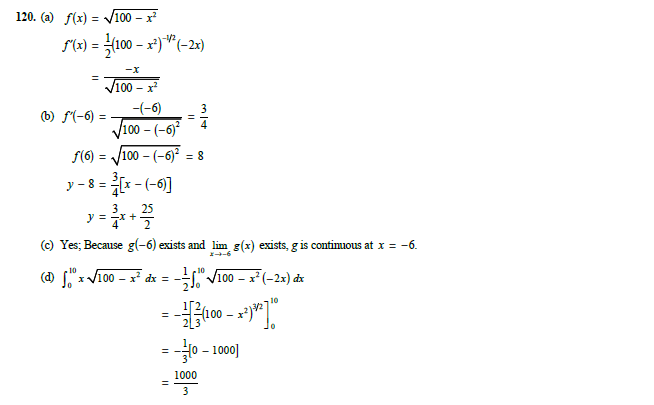 120. (a) f(x) = √(100 − x²)
f′(x) = 1/2(100 − x²)^(−1/2)(−2x)
= −x/√(100 − x²)
(b) f′(−6) = −(−6)/√(100 − (−6)²) = 3/4
f(6) = √(100 − (−6)²) = 8
y − 8 = 3/4[x − (−6)]
y = 3/4x + 25/2
(c) Yes; Because g(−6) exists and lim x→−6 g(x) exists, g is continuous at x = −6.
(d) ∫₀¹⁰ x√(100 − x²) dx = −1/2∫₀¹⁰ √(100 − x²)(−2x) dx
= −1/2[2/3(100 − x²)^(3/2)]₀¹⁰
= −1/3[0 − 1000]
= 1000/3